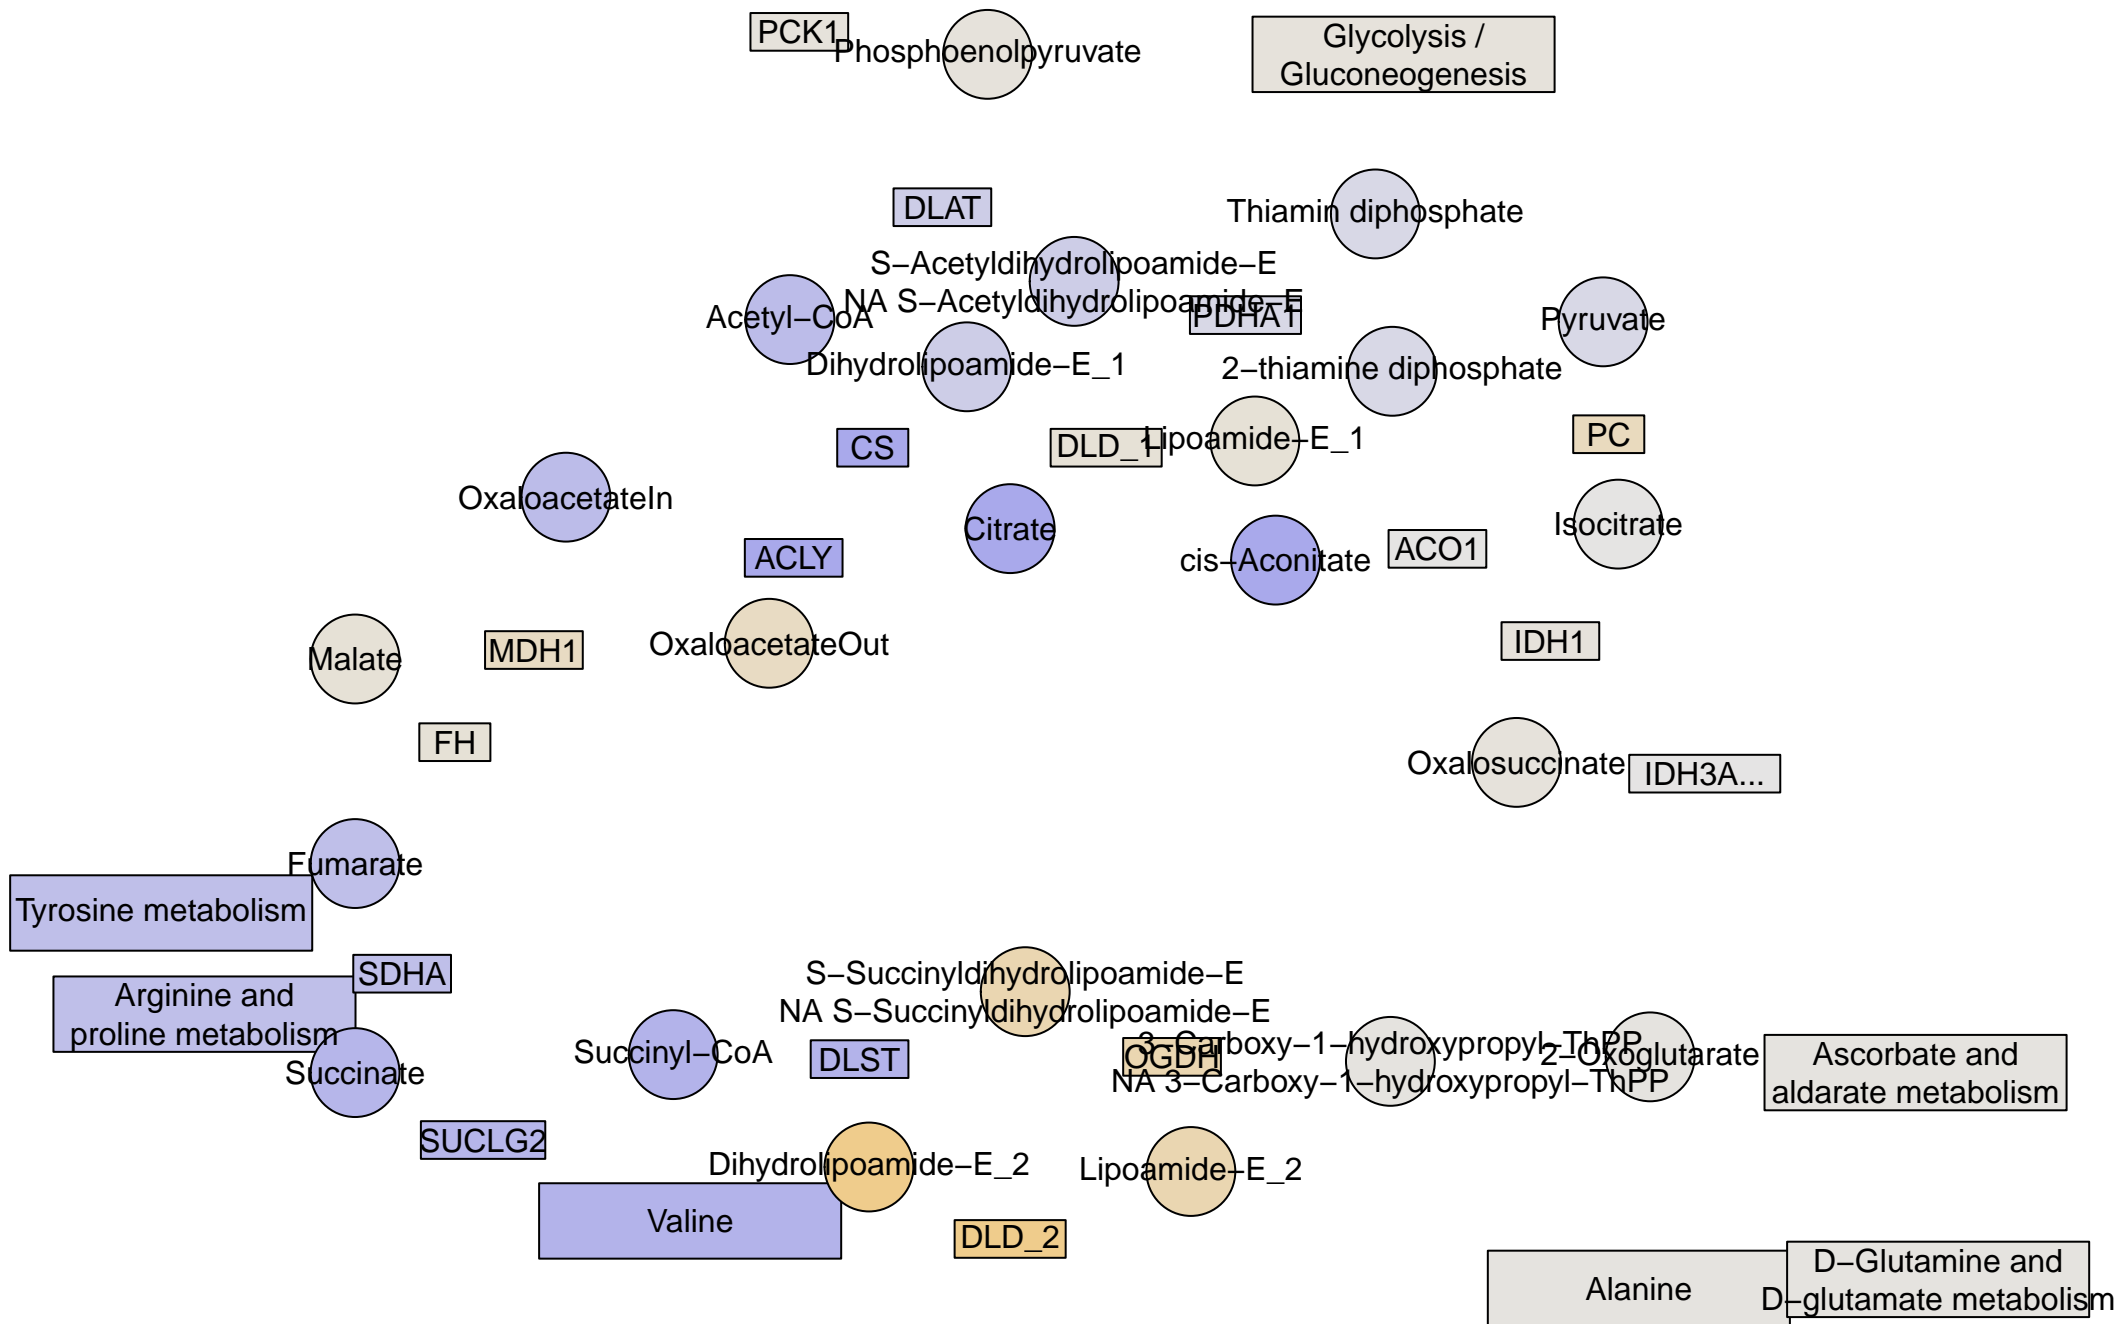 PCK1
Phosphoenolpyruvate
Glycolysis /
Gluconeogenesis
DLAT
Thiamin diphosphate
S−Acetyldihydrolipoamide−E
NA S−Acetyldihydrolipoamide−E
Acetyl−CoA
PDHA1
Pyruvate
Dihydrolipoamide−E_1
2−thiamine diphosphate
CS
DLD_1
Lipoamide−E_1
PC
OxaloacetateIn
Citrate
Isocitrate
ACLY
cis−Aconitate
ACO1
Malate
MDH1
OxaloacetateOut
IDH1
FH
Oxalosuccinate
IDH3A...
Fumarate
Tyrosine metabolism
SDHA
Arginine and
proline metabolism
S−Succinyldihydrolipoamide−E
NA S−Succinyldihydrolipoamide−E
Succinate
Succinyl−CoA
DLST
OGDH
3−Carboxy−1−hydroxypropyl−ThPP
NA 3−Carboxy−1−hydroxypropyl−ThPP
2−Oxoglutarate
Ascorbate and
aldarate metabolism
SUCLG2
Dihydrolipoamide−E_2
Lipoamide−E_2
Valine
DLD_2
Alanine
D−Glutamine and
D−glutamate metabolism